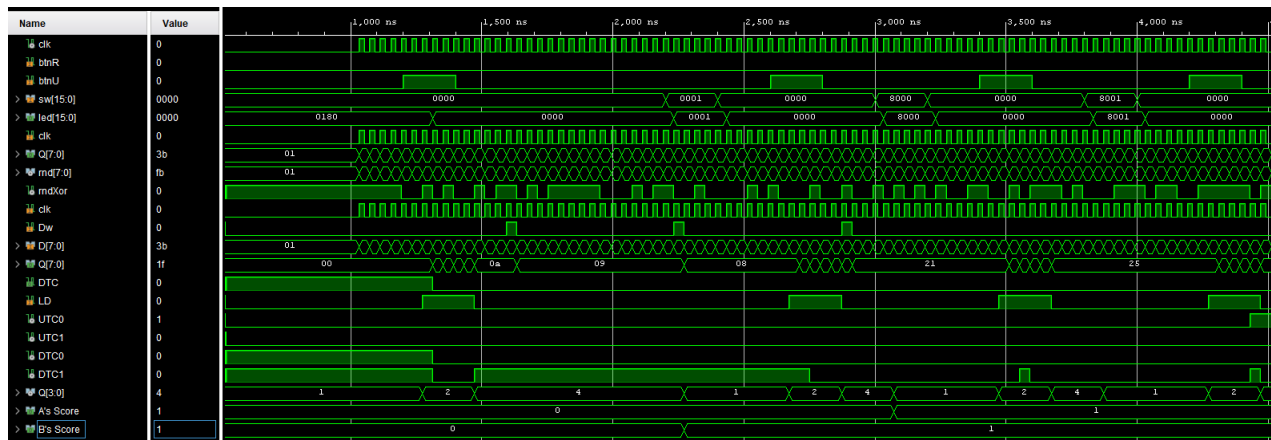 Name Value 1,000 ns 1,500 ns 2,000 ns 2,500 ns 3,000 ns 3,500 ns 4,000 ns
clk 0
btnR 0
btnU 0
sw[15:0] 0000 0000 0001 0000 8000 0000 8001 0000
led[15:0] 0000 0180 0000 0001 0000 8000 0000 8001 0000
clk 0
Q[7:0] 3b 01
rnd[7:0] fb 01
rndXor 0
clk 0
Dw 0
D[7:0] 3b 01
Q[7:0] 1f 00 0a 09 08 21 25
DTC 0
LD 0
UTC0 1
UTC1 0
DTC0 0
DTC1 0
Q[3:0] 4 1 2 4 1 2 4 1 2 4 1 2
A's Score 1 0 1
B's Score 1 0 1